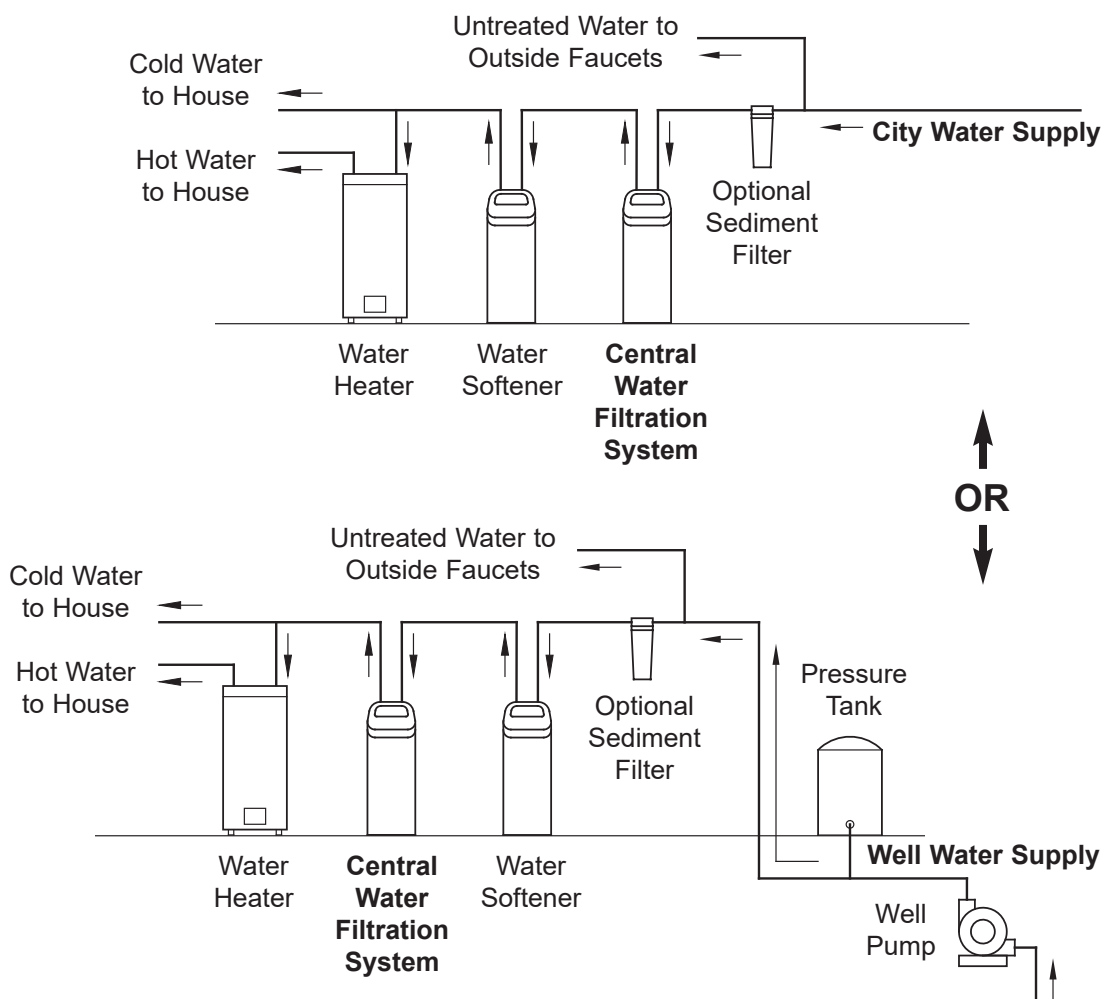 Untreated Water to
Outside Faucets
Cold Water
to House
City Water Supply
Hot Water
to House
Optional
Sediment
Filter
Water
Heater
Water
Softener
Central
Water
Filtration
System
OR
Untreated Water to
Outside Faucets
Cold Water
to House
Hot Water
to House
Optional
Sediment
Filter
Pressure
Tank
Well Water Supply
Water
Heater
Central
Water
Filtration
System
Water
Softener
Well
Pump